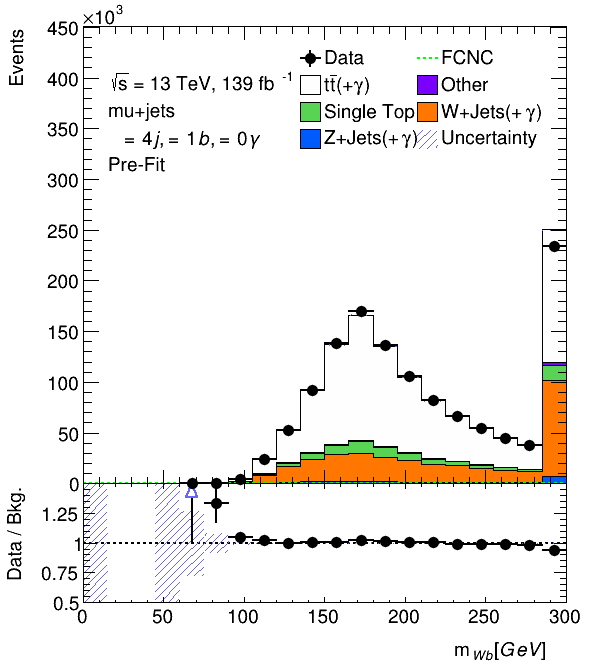 ×10³
450
400
350
300
250
200
150
100
50
0
Events
√s = 13 TeV, 139 fb⁻¹
mu+jets
= 4j, = 1b, = 0γ
Pre-Fit
Data
FCNC
tt̄(+γ)
Other
Single Top
W+Jets(+γ)
Z+Jets(+γ)
Uncertainty
Data / Bkg.
1.25
1
0.75
0.5
0 50 100 150 200 250 300
m_Wb[GeV]